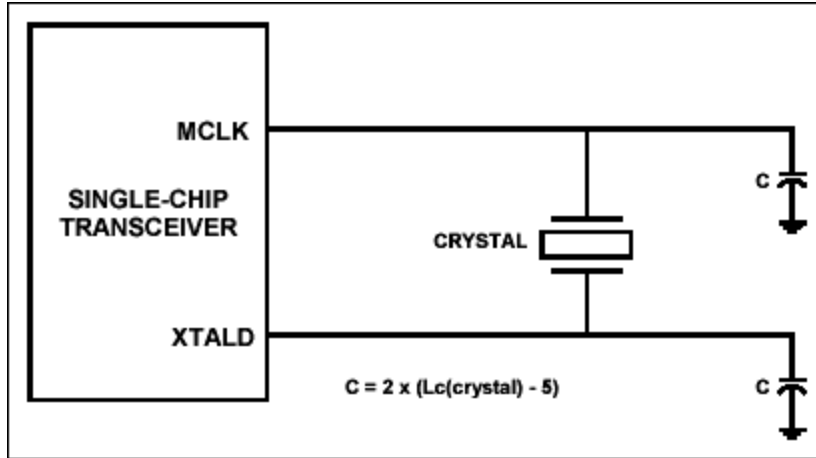 MCLK
SINGLE-CHIP
TRANSCEIVER
C
CRYSTAL
XTALD
C = 2 x (Lc(crystal) - 5)
C